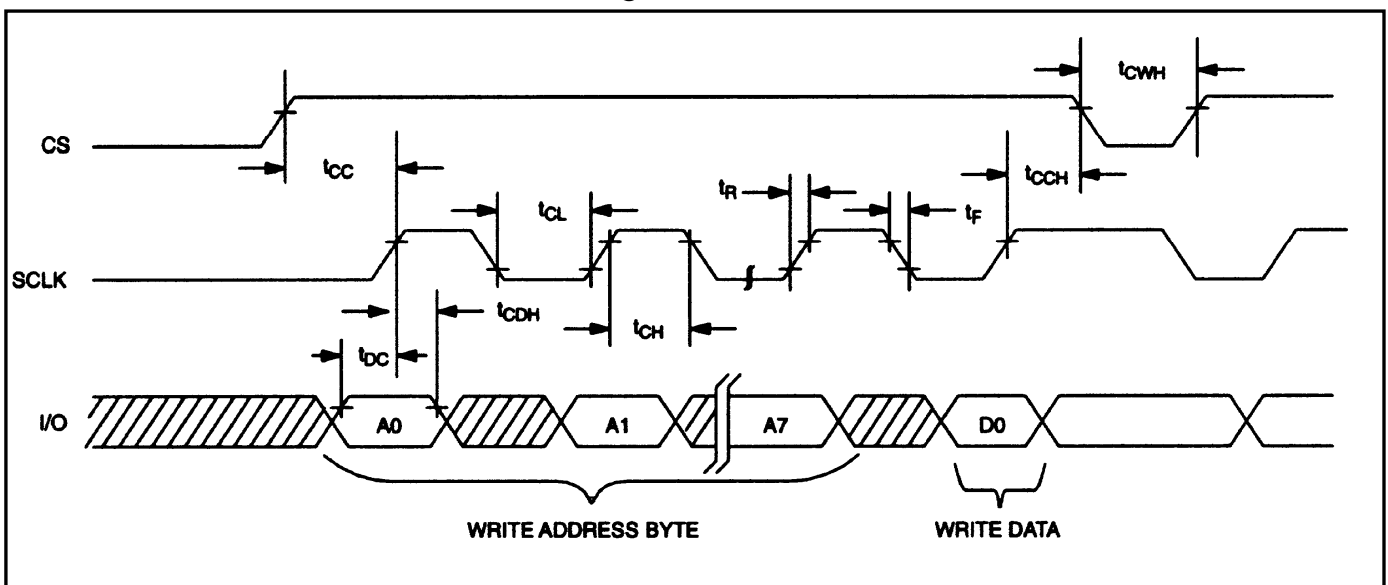 tCWH
CS
tCC
tCCH
tR
tCL
tF
SCLK
tCDH
tCH
tDC
I/O
A0
A1
A7
D0
WRITE ADDRESS BYTE
WRITE DATA